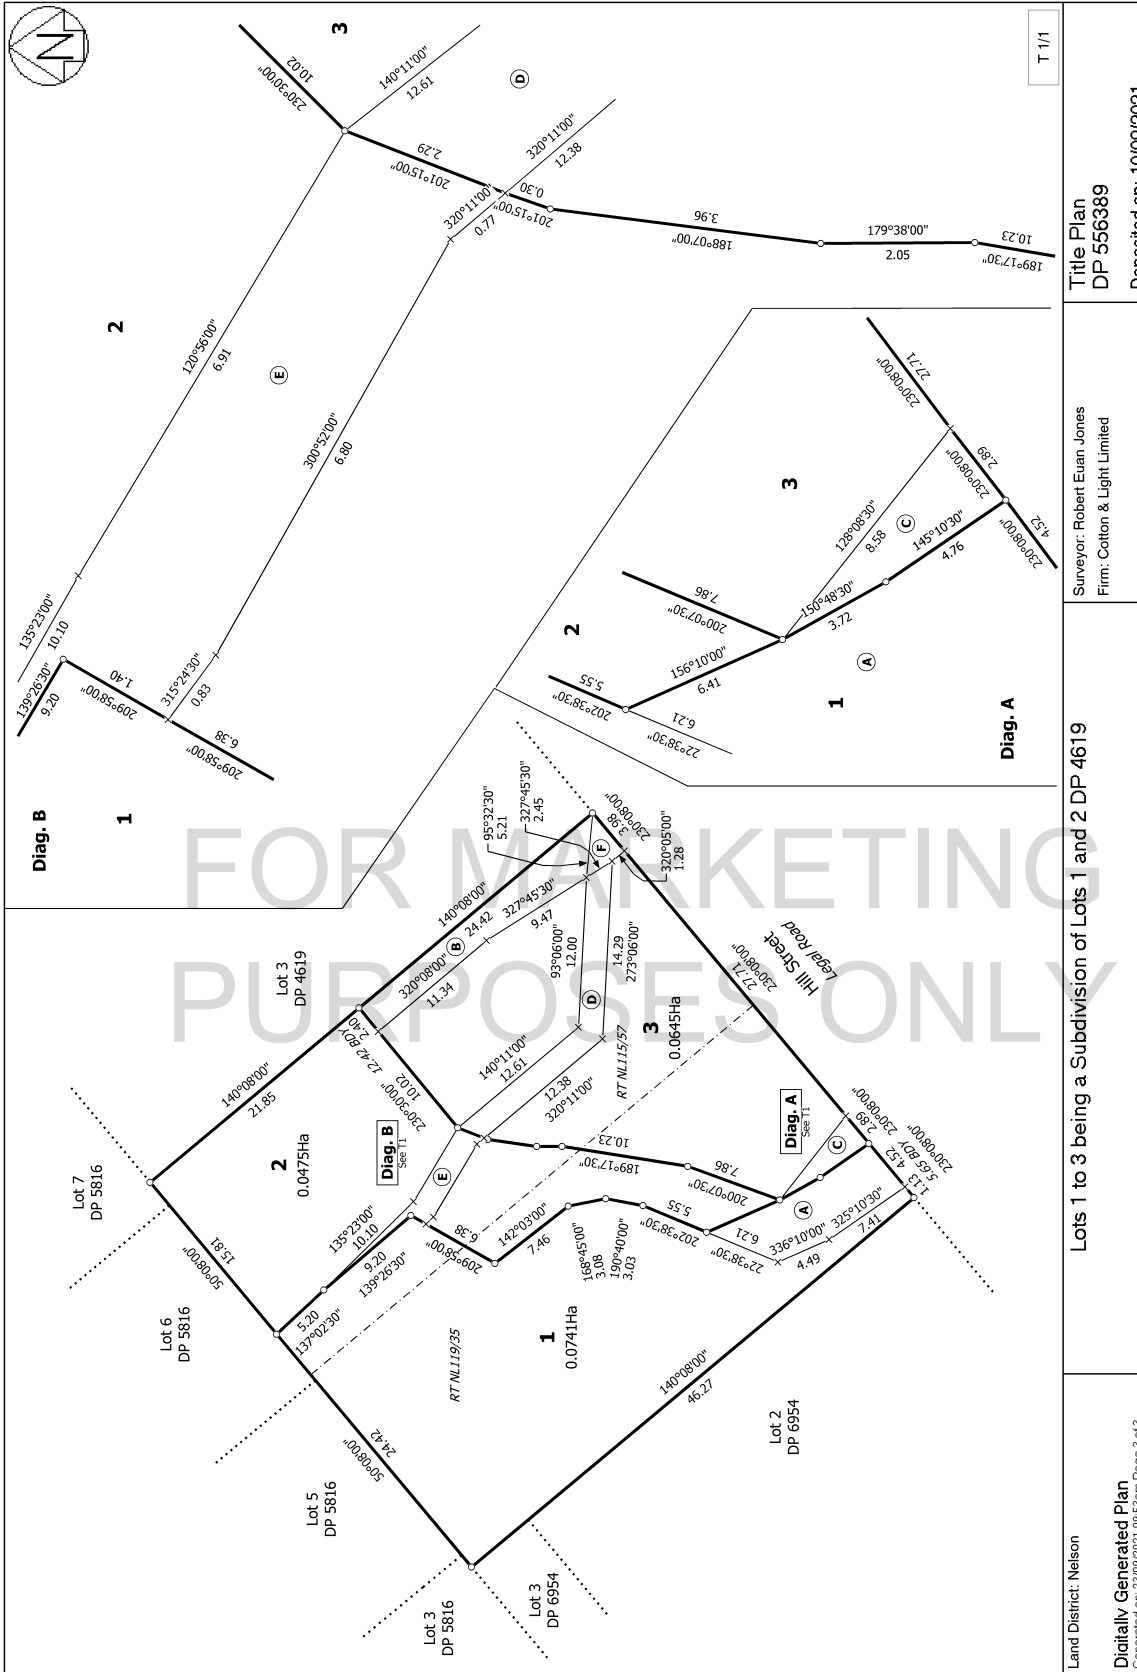 Diag. B
1
2
3
139°26'30"
9.20
135°23'00"
10.10
209°58'00"
1.40
315°24'30"
0.83
209°58'00"
6.38
120°56'00"
6.91
E
300°52'00"
6.80
230°30'00"
10.02
140°11'00"
12.61
D
201°15'00"
2.29
320°11'00"
0.77
201°15'00"
0.30
320°11'00"
12.38
188°07'00"
3.96
179°38'00"
2.05
189°17'30"
10.23
N
T 1/1
Diag. A
1
2
3
202°38'30"
5.55
22°38'30"
6.21
156°10'00"
6.41
200°07'30"
7.86
150°48'30"
3.72
A
128°08'30"
8.58
C
145°10'30"
4.76
230°08'00"
27.71
230°08'00"
2.89
230°08'00"
4.52
FOR MARKETING
PURPOSES ONLY
Lot 7
DP 5816
Lot 6
DP 5816
Lot 5
DP 5816
Lot 3
DP 5816
Lot 3
DP 6954
Lot 2
DP 6954
Lot 3
DP 4619
140°08'00"
21.85
50°08'00"
15.81
50°08'00"
24.42
2
0.0475Ha
Diag. B
See T1
135°23'00"
10.10
9.20
139°26'30"
5.20
137°02'30"
E
209°58'00"
6.38
142°03'00"
7.46
168°45'00"
3.08
190°40'00"
3.03
202°38'30"
5.55
RT NL119/35
1
0.0741Ha
140°08'00"
46.27
22°38'30"
6.21
336°10'00"
4.49
325°10'30"
7.41
A
C
1.13
5.65 BDY
230°08'00"
4.52
230°08'00"
2.89
230°08'00"
Diag. A
See T1
200°07'30"
7.86
189°17'30"
10.23
230°30'00"
10.02
12.42 BDY
2.40
140°08'00"
24.42
B
320°08'00"
11.34
327°45'30"
9.47
95°32'30"
5.21
327°45'30"
2.45
F
3.98
230°08'00"
320°05'00"
1.28
93°06'00"
12.00
D
14.29
273°06'00"
140°11'00"
12.61
12.38
320°11'00"
RT NL115/57
3
0.0645Ha
27.71
230°08'00"
Hill Street
Legal Road
Land District: Nelson
Digitally Generated Plan
Lots 1 to 3 being a Subdivision of Lots 1 and 2 DP 4619
Surveyor: Robert Euan Jones
Firm: Cotton & Light Limited
Title Plan
DP 556389